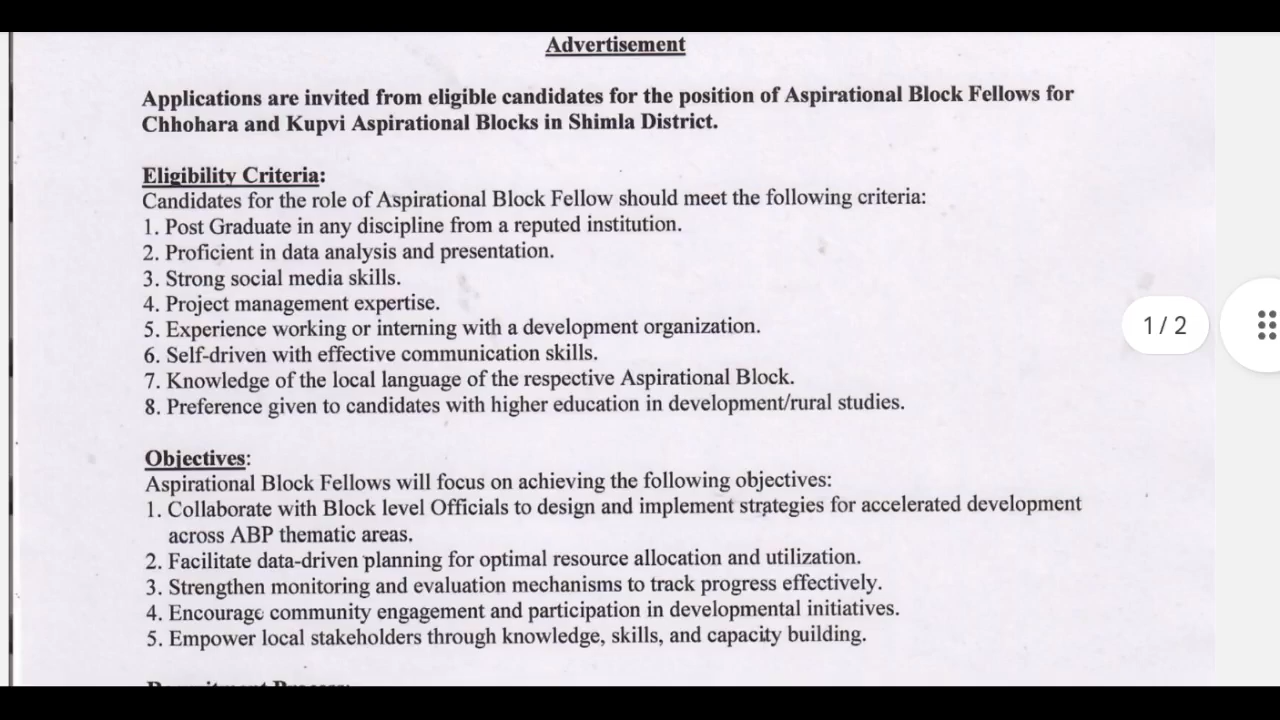 Advertisement
Applications are invited from eligible candidates for the position of Aspirational Block Fellows for
Chhohara and Kupvi Aspirational Blocks in Shimla District.
Eligibility Criteria:
Candidates for the role of Aspirational Block Fellow should meet the following criteria:
1. Post Graduate in any discipline from a reputed institution.
2. Proficient in data analysis and presentation.
3. Strong social media skills.
4. Project management expertise.
5. Experience working or interning with a development organization.
6. Self-driven with effective communication skills.
7. Knowledge of the local language of the respective Aspirational Block.
8. Preference given to candidates with higher education in development/rural studies.
1 / 2
Objectives:
Aspirational Block Fellows will focus on achieving the following objectives:
1. Collaborate with Block level Officials to design and implement strategies for accelerated development
across ABP thematic areas.
2. Facilitate data-driven planning for optimal resource allocation and utilization.
3. Strengthen monitoring and evaluation mechanisms to track progress effectively.
4. Encourage community engagement and participation in developmental initiatives.
5. Empower local stakeholders through knowledge, skills, and capacity building.